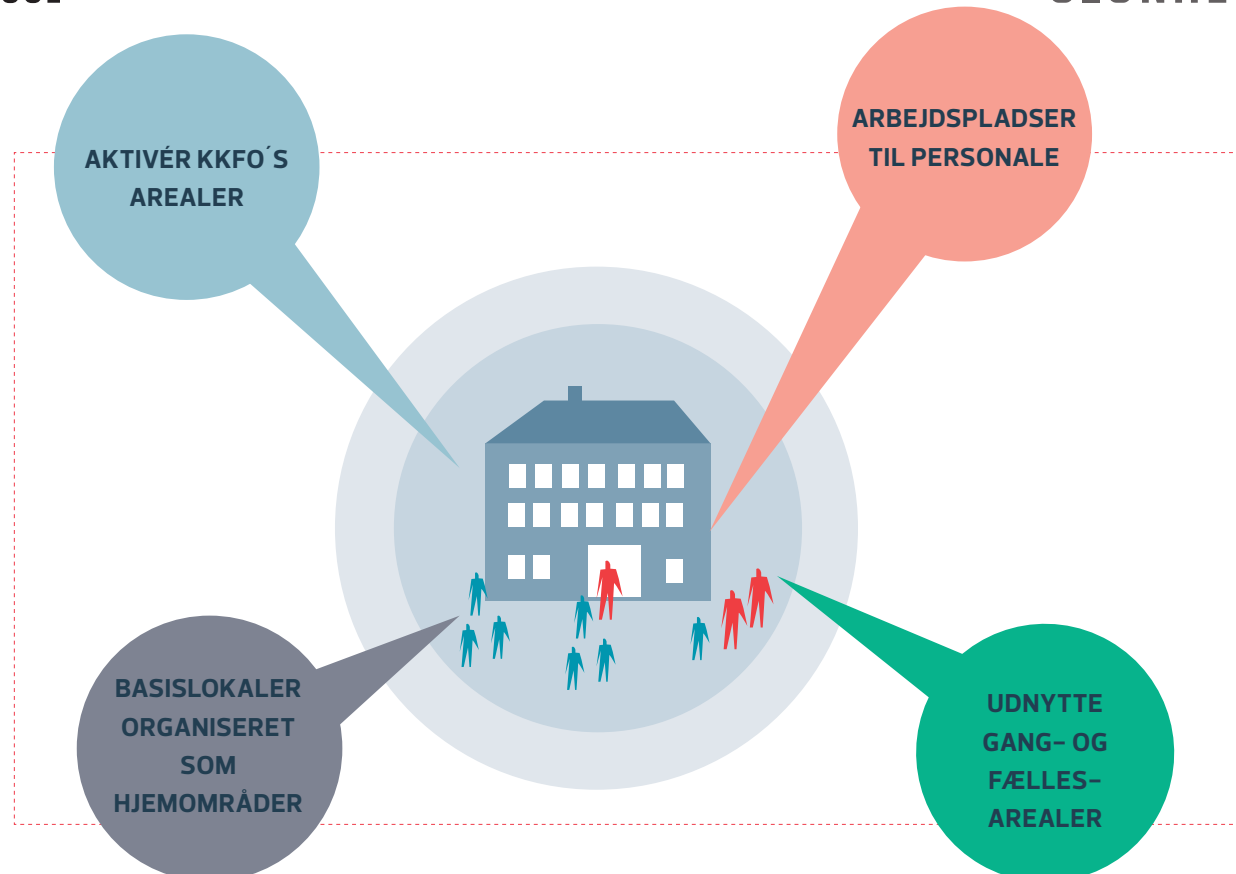 AKTIVÉR KKFO´S
AREALER
ARBEJDSPLADSER
TIL PERSONALE
BASISLOKALER
ORGANISERET
SOM
HJEMOMRÅDER
UDNYTTE
GANG- OG
FÆLLES-
AREALER